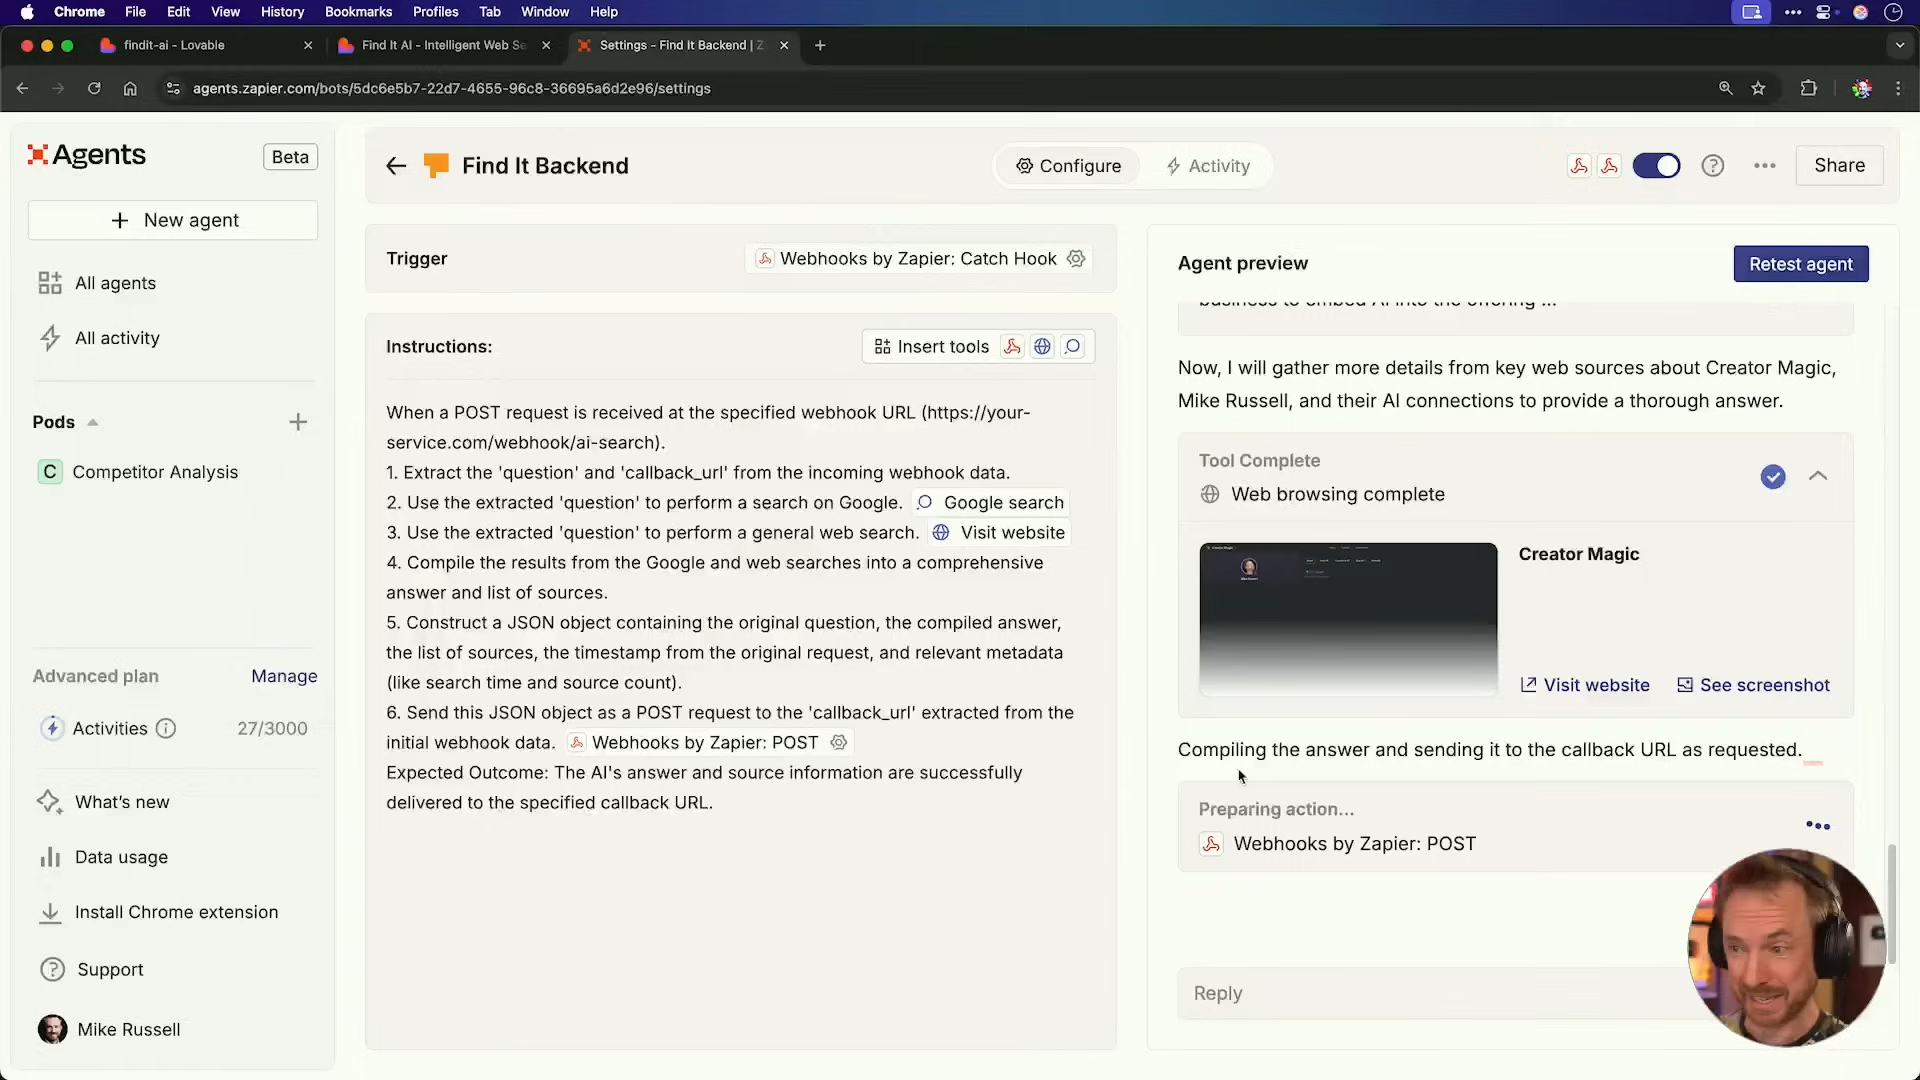 Chrome File Edit View History Bookmarks Profiles Tab Window Help
findit-ai - Lovable
Find It AI - Intelligent Web Se
Settings - Find It Backend | Z
agents.zapier.com/bots/5dc6e5b7-22d7-4655-96c8-36695a6d2e96/settings
Agents
Beta
+ New agent
All agents
All activity
Pods
C Competitor Analysis
Advanced plan Manage
Activities 27/3000
What's new
Data usage
Install Chrome extension
Support
Mike Russell
Find It Backend
Configure
Activity
Share
Trigger
Webhooks by Zapier: Catch Hook
Instructions:
Insert tools
When a POST request is received at the specified webhook URL (https://your-
service.com/webhook/ai-search).
1. Extract the 'question' and 'callback_url' from the incoming webhook data.
2. Use the extracted 'question' to perform a search on Google. Google search
3. Use the extracted 'question' to perform a general web search. Visit website
4. Compile the results from the Google and web searches into a comprehensive
answer and list of sources.
5. Construct a JSON object containing the original question, the compiled answer,
the list of sources, the timestamp from the original request, and relevant metadata
(like search time and source count).
6. Send this JSON object as a POST request to the 'callback_url' extracted from the
initial webhook data. Webhooks by Zapier: POST
Expected Outcome: The AI's answer and source information are successfully
delivered to the specified callback URL.
Agent preview
Retest agent
business to embed AI into the offering ...
Now, I will gather more details from key web sources about Creator Magic,
Mike Russell, and their AI connections to provide a thorough answer.
Tool Complete
Web browsing complete
Creator Magic
Visit website
See screenshot
Compiling the answer and sending it to the callback URL as requested.
Preparing action...
Webhooks by Zapier: POST
Reply